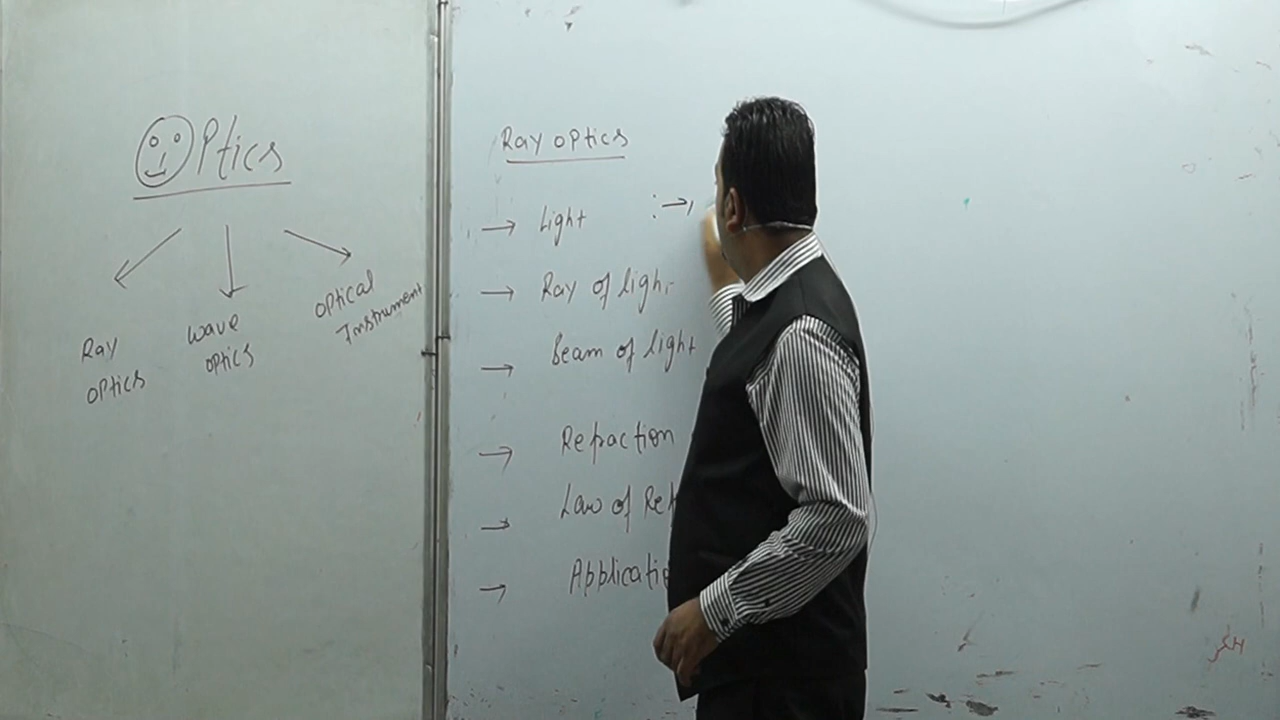 OPtics
Ray
optics
wave
optics
optical
Instrument
Ray optics
→ Light :→
→ Ray of light
→ Beam of light
→ Refraction
→ Law of
→